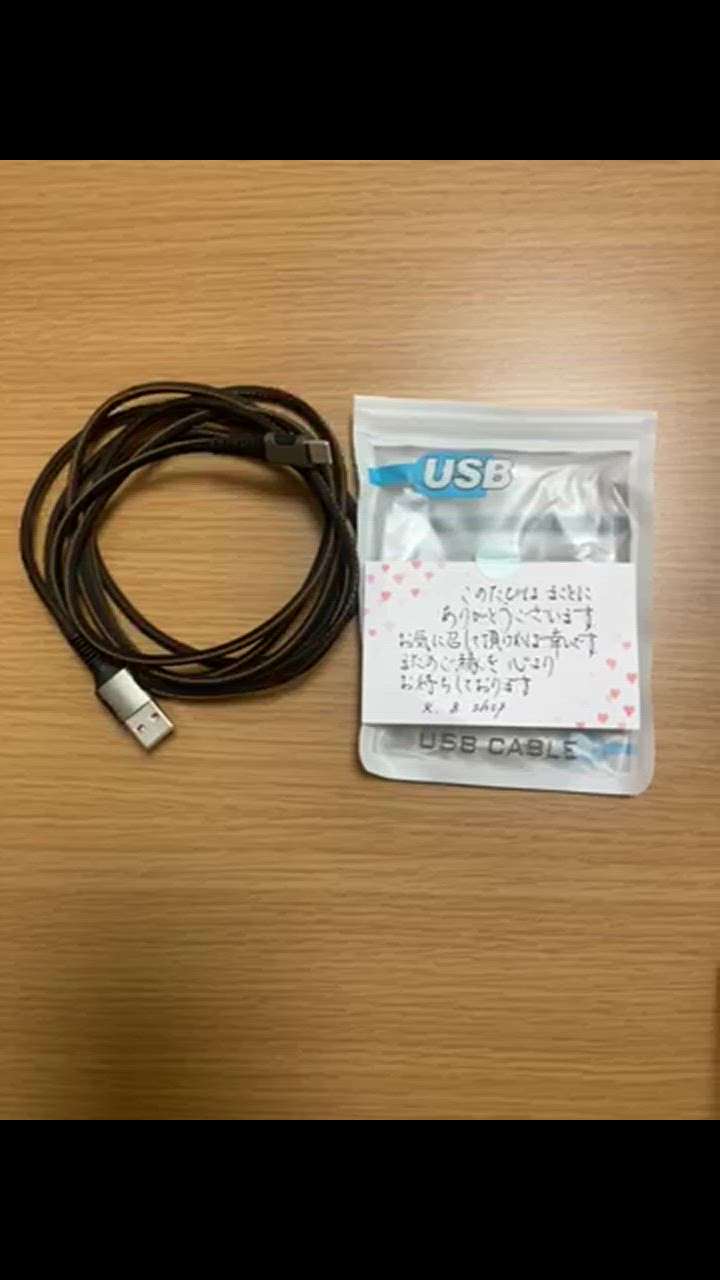 USB
このたびは まことに
ありがとうございます
お気に召して頂ければ幸いです
またのご縁を 心より
お待ちしております
shop
USB CABLE